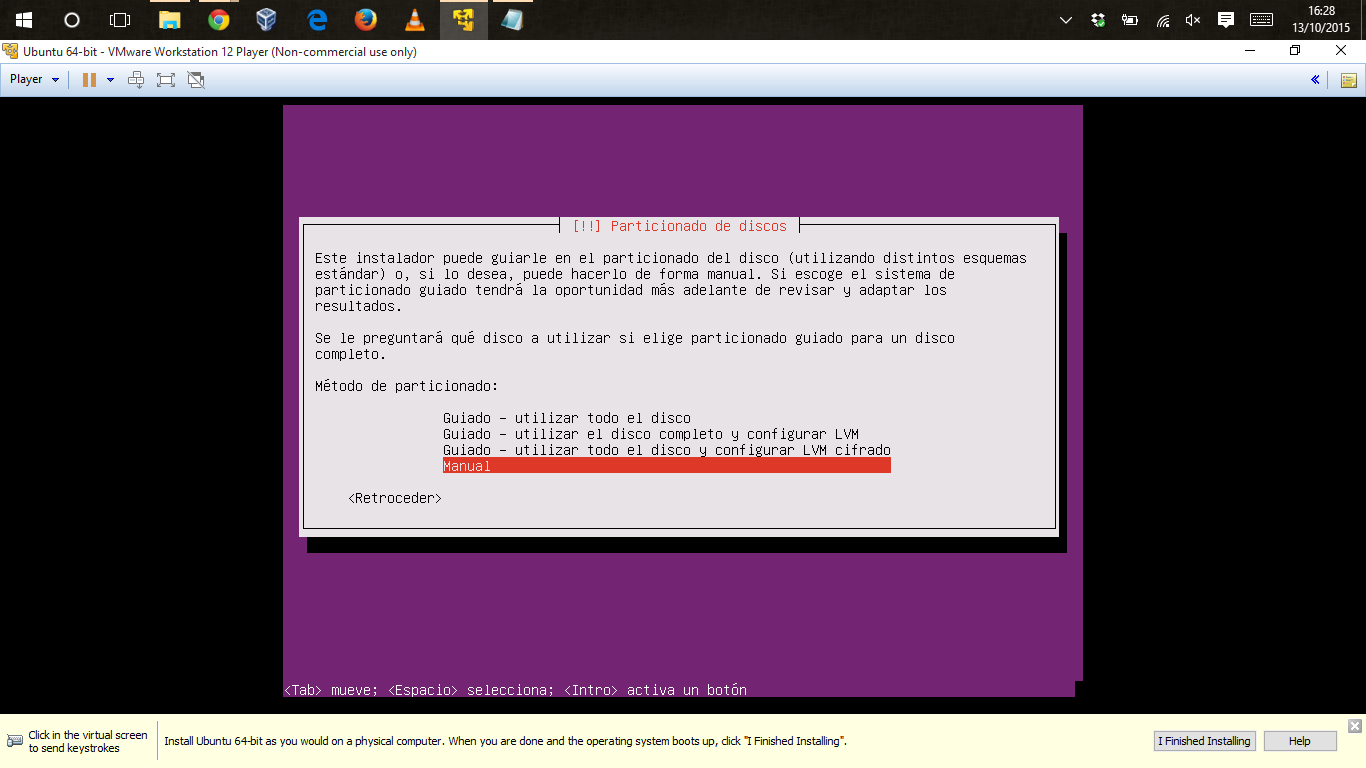 16:28
13/10/2015
Ubuntu 64-bit - VMware Workstation 12 Player (Non-commercial use only)
Player
[!!] Particionado de discos
Este instalador puede guiarle en el particionado del disco (utilizando distintos esquemas
estándar) o, si lo desea, puede hacerlo de forma manual. Si escoge el sistema de
particionado guiado tendrá la oportunidad más adelante de revisar y adaptar los
resultados.
Se le preguntará qué disco a utilizar si elige particionado guiado para un disco
completo.
Método de particionado:
Guiado - utilizar todo el disco
Guiado - utilizar el disco completo y configurar LVM
Guiado - utilizar todo el disco y configurar LVM cifrado
Manual
<Retroceder>
<Tab> mueve; <Espacio> selecciona; <Intro> activa un botón
Click in the virtual screen
to send keystrokes
Install Ubuntu 64-bit as you would on a physical computer. When you are done and the operating system boots up, click "I Finished Installing".
I Finished Installing
Help